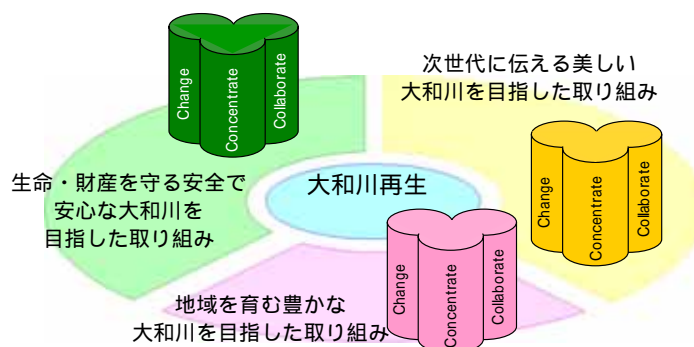 Change
Concentrate
Collaborate
次世代に伝える美しい
大和川を目指した取り組み
生命・財産を守る安全で
安心な大和川を
目指した取り組み
大和川再生
Change
Concentrate
Collaborate
地域を育む豊かな
大和川を目指した取り組み
Change
Concentrate
Collaborate